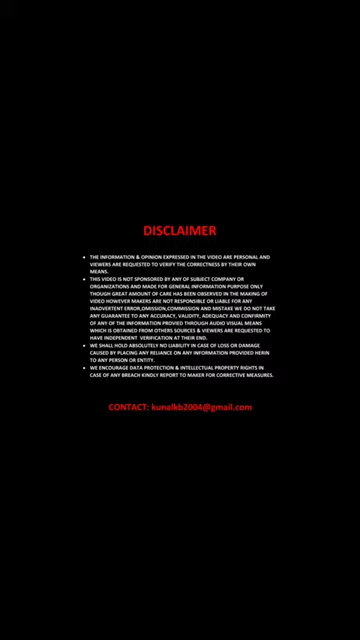 DISCLAIMER
• THE INFORMATION & OPINION EXPRESSED IN THE VIDEO ARE PERSONAL AND
VIEWERS ARE REQUESTED TO VERIFY THE CORRECTNESS BY THEIR OWN
MEANS.
• THIS VIDEO IS NOT SPONSORED BY ANY OF SUBJECT COMPANY OR
ORGANIZATIONS AND MADE FOR GENERAL INFORMATION PURPOSE ONLY
THOUGH GREAT AMOUNT OF CARE HAS BEEN OBSERVED IN THE MAKING OF
VIDEO HOWEVER MAKERS ARE NOT RESPONSIBLE OR LIABLE FOR ANY
INADVERTENT ERROR,OMISSION,COMMISSION AND MISTAKE WE DO NOT TAKE
ANY GUARANTEE TO ANY ACCURACY, VALIDITY, ADEQUACY AND CONFIRMITY
OF ANY OF THE INFORMATION PROVIED THROUGH AUDIO VISUAL MEANS
WHICH IS OBTAINED FROM OTHERS SOURCES & VIEWERS ARE REQUESTED TO
HAVE INDEPENDENT VERIFICATION AT THEIR END.
• WE SHALL HOLD ABSOLUTELY NO LIABILITY IN CASE OF LOSS OR DAMAGE
CAUSED BY PLACING ANY RELIANCE ON ANY INFORMATION PROVIDED HERIN
TO ANY PERSON OR ENTITY.
• WE ENCOURAGE DATA PROTECTION & INTELLECTUAL PROPERTY RIGHTS IN
CASE OF ANY BREACH KINDLY REPORT TO MAKER FOR CORRECTIVE MEASURES.
CONTACT: kunalkb2004@gmail.com